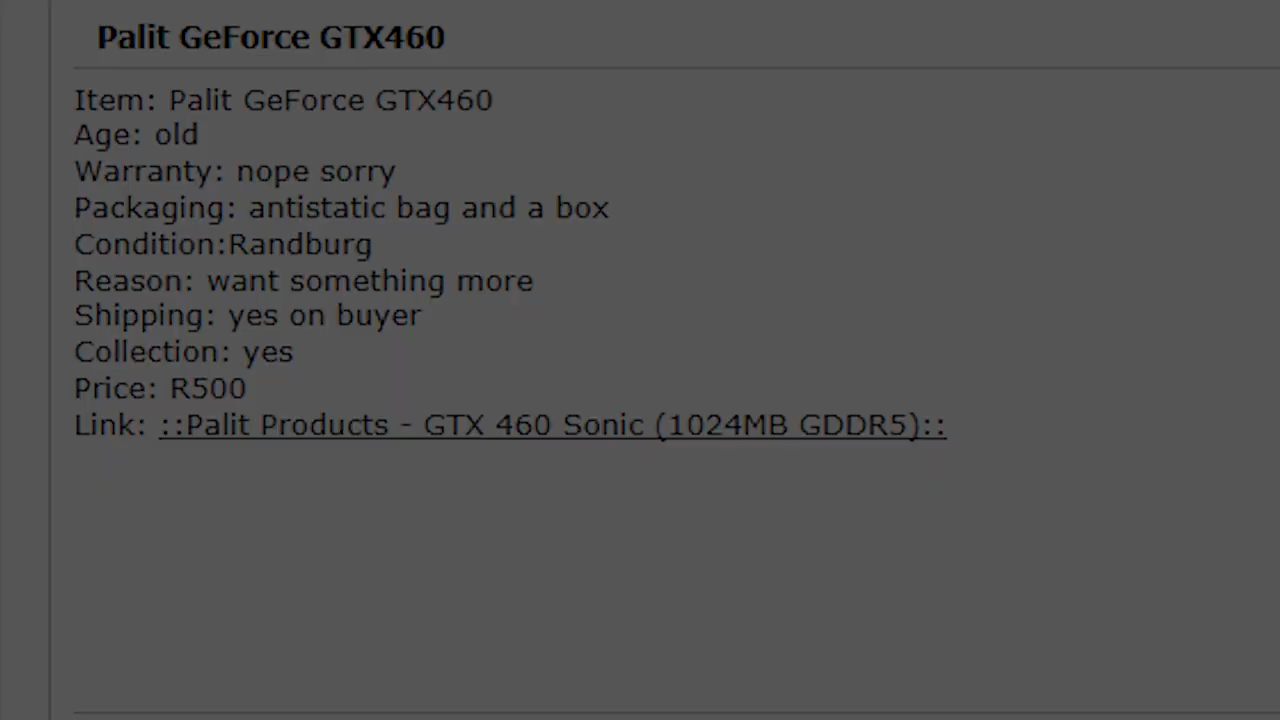 Palit GeForce GTX460
Item: Palit GeForce GTX460
Age: old
Warranty: nope sorry
Packaging: antistatic bag and a box
Condition:Randburg
Reason: want something more
Shipping: yes on buyer
Collection: yes
Price: R500
Link: ::Palit Products - GTX 460 Sonic (1024MB GDDR5)::